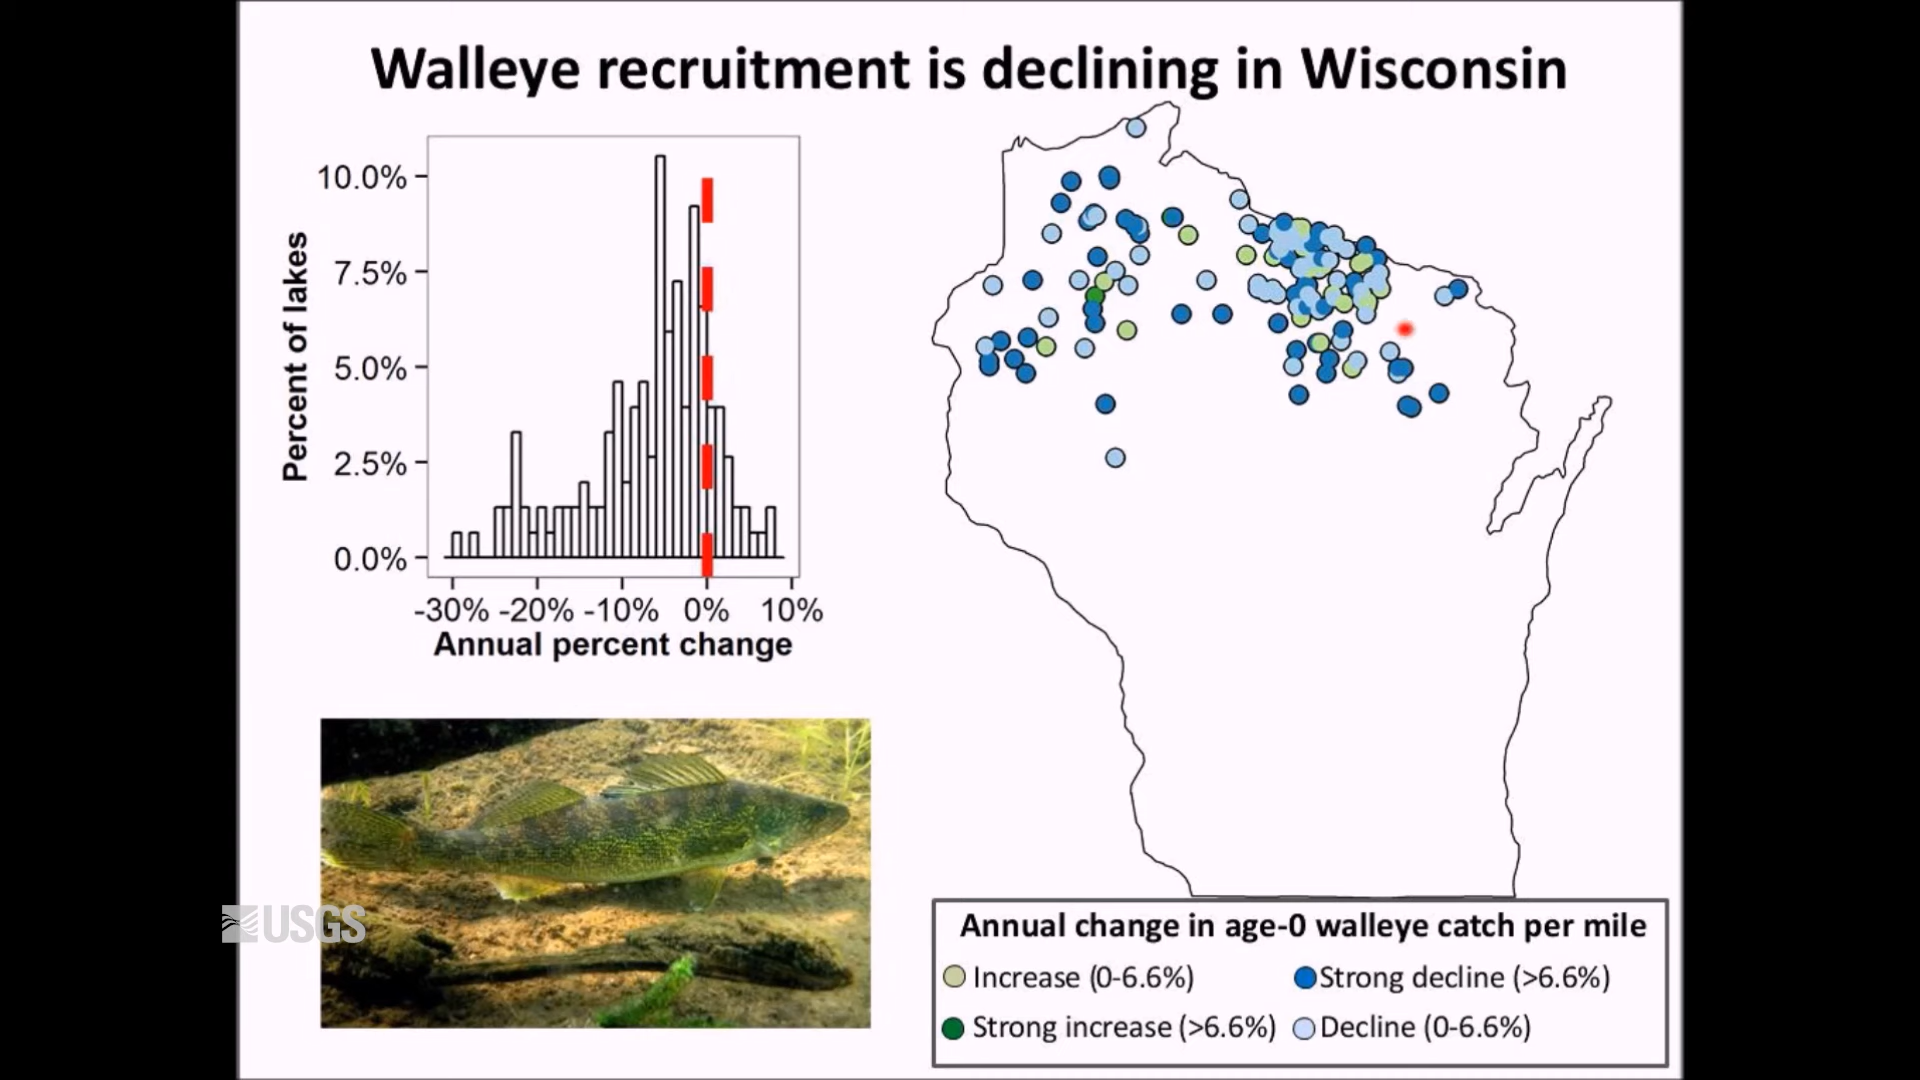 Walleye recruitment is declining in Wisconsin
Percent of lakes
10.0%
7.5%
5.0%
2.5%
0.0%
-30% -20% -10% 0% 10%
Annual percent change
USGS
Annual change in age-0 walleye catch per mile
Increase (0-6.6%) Strong decline (>6.6%)
Strong increase (>6.6%) Decline (0-6.6%)